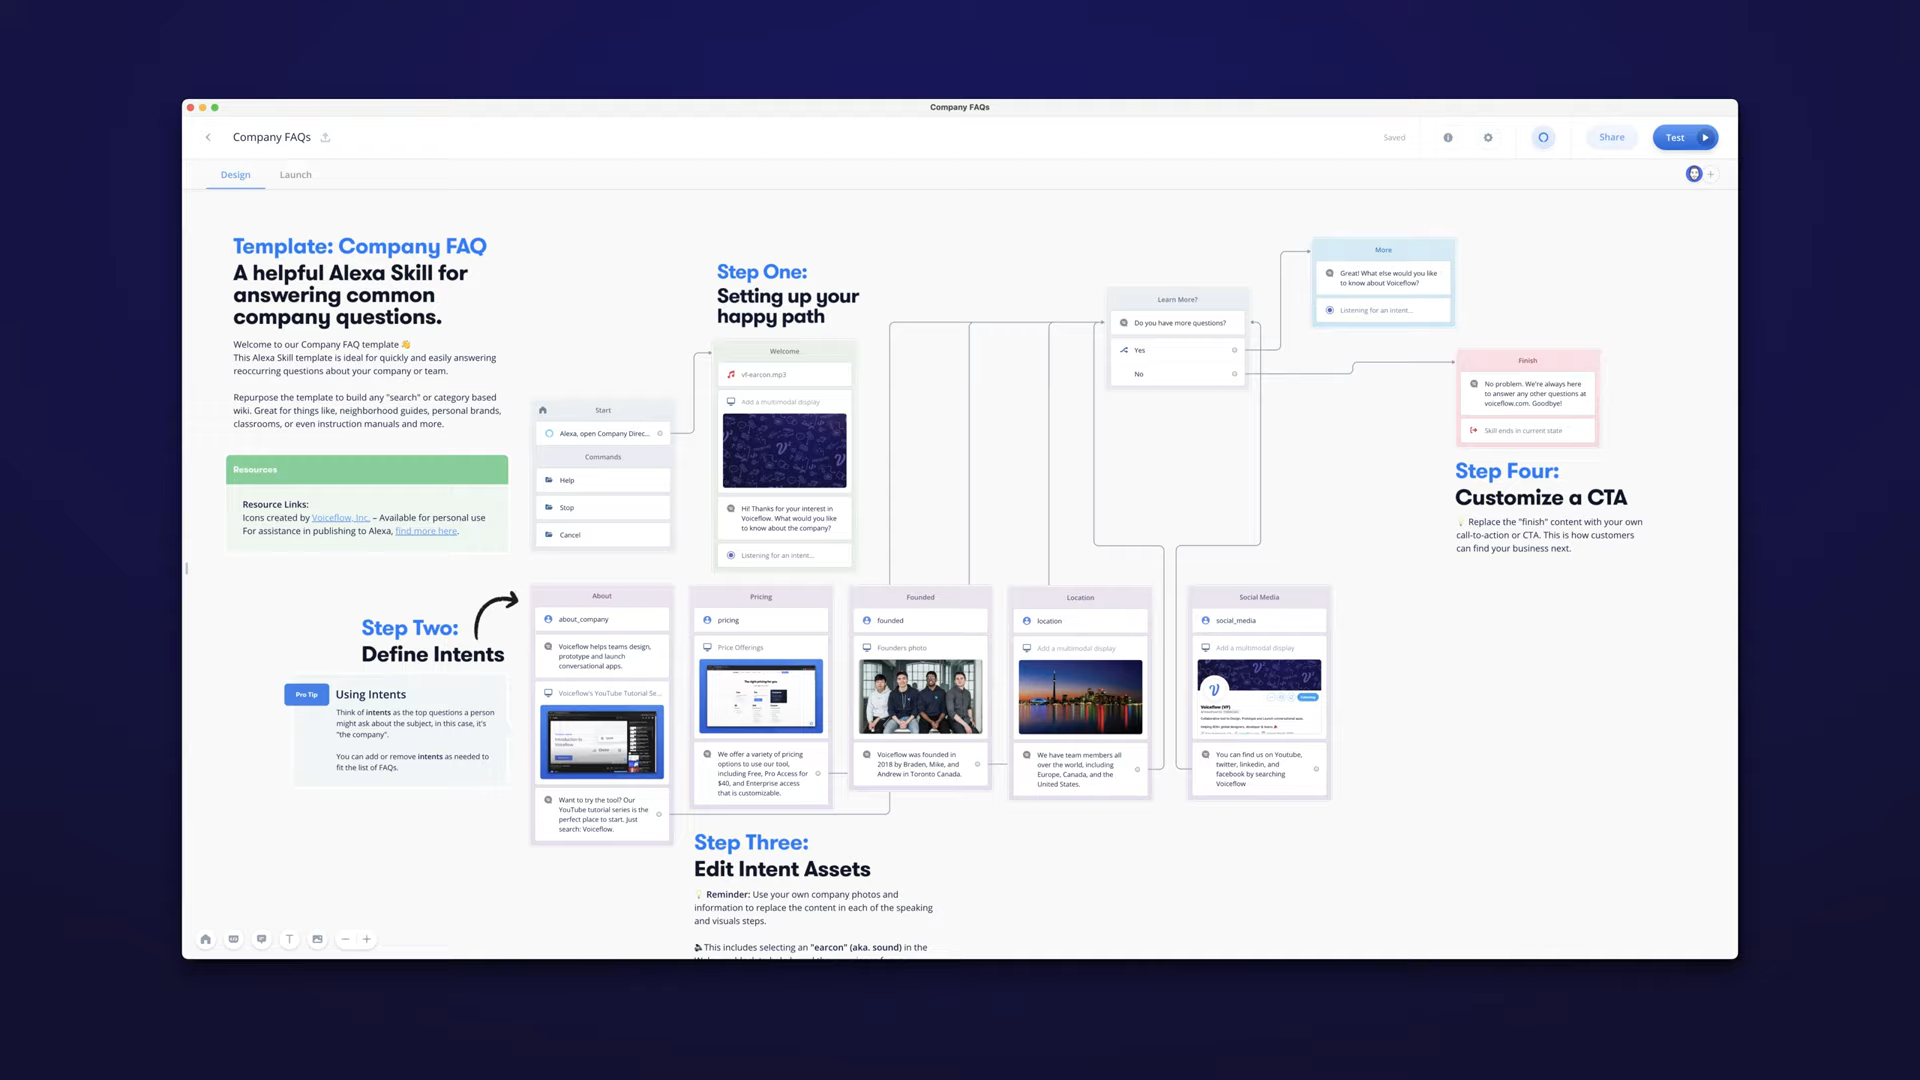 Company FAQs
Company FAQs
Saved
Share
Test
Design
Launch
Template: Company FAQ
A helpful Alexa Skill for
answering common
company questions.
Welcome to our Company FAQ template 👋
This Alexa Skill template is ideal for quickly and easily answering
reoccurring questions about your company or team.
Repurpose the template to build any "search" or category based
wiki. Great for things like, neighborhood guides, personal brands,
classrooms, or even instruction manuals and more.
Resources
Resource Links:
Icons created by Voiceflow, Inc. – Available for personal use
For assistance in publishing to Alexa, find more here.
Step One:
Setting up your
happy path
Start
Alexa, open Company Direc...
Commands
Help
Stop
Cancel
Welcome
vf-earcon.mp3
Add a multimodal display
Hi! Thanks for your interest in
Voiceflow. What would you like
to know about the company?
Listening for an intent...
Learn More?
Do you have more questions?
Yes
No
More
Great! What else would you like
to know about Voiceflow?
Listening for an intent...
Finish
No problem. We're always here
to answer any other questions at
voiceflow.com. Goodbye!
Skill ends in current state
Step Four:
Customize a CTA
💡 Replace the "finish" content with your own
call-to-action or CTA. This is how customers
can find your business next.
Step Two:
Define Intents
Pro Tip
Using Intents
Think of intents as the top questions a person
might ask about the subject, in this case, it's
"the company".
You can add or remove intents as needed to
fit the list of FAQs.
About
about_company
Voiceflow helps teams design,
prototype and launch
conversational apps.
Voiceflow's YouTube Tutorial Se...
Introduction to
Voiceflow
Want to try the tool? Our
YouTube tutorial series is the
perfect place to start. Just
search: Voiceflow.
Pricing
pricing
Price Offerings
The right pricing for you
We offer a variety of pricing
options to use our tool,
including Free, Pro Access for
$40, and Enterprise access
that is customizable.
Founded
founded
Founders photo
Voiceflow was founded in
2018 by Braden, Mike, and
Andrew in Toronto Canada.
Location
location
Add a multimodal display
We have team members all
over the world, including
Europe, Canada, and the
United States.
Social Media
social_media
Add a multimodal display
Voiceflow (VF)
You can find us on Youtube,
twitter, linkedin, and
facebook by searching
Voiceflow
Step Three:
Edit Intent Assets
💡 Reminder: Use your own company photos and
information to replace the content in each of the speaking
and visuals steps.
This includes selecting an "earcon" (aka. sound) in the